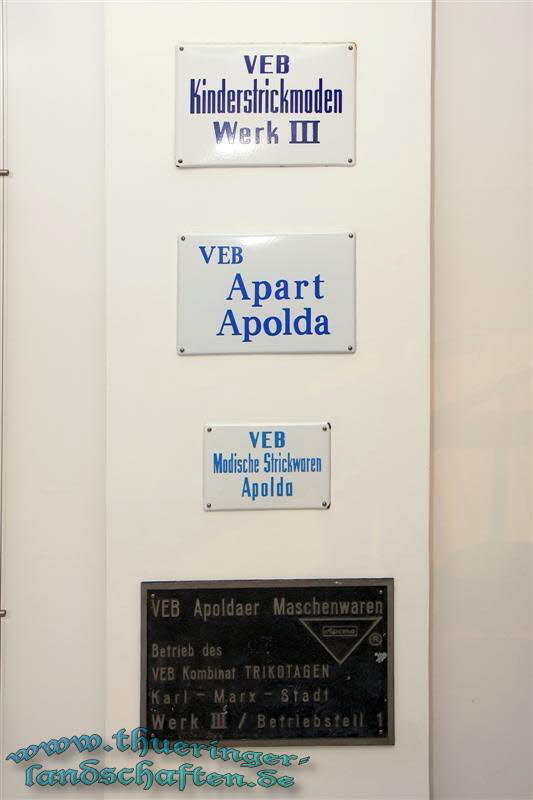 VEB
Kinderstrickmoden
Werk III
VEB
Apart
Apolda
VEB
Modische Strickwaren
Apolda
VEB Apoldaer Maschenwaren
®
Betrieb des
VEB Kombinat TRIKOTAGEN
Karl - Marx - Stadt
Werk III / Betriebsteil 1
www.thueringer-
landschaften.de